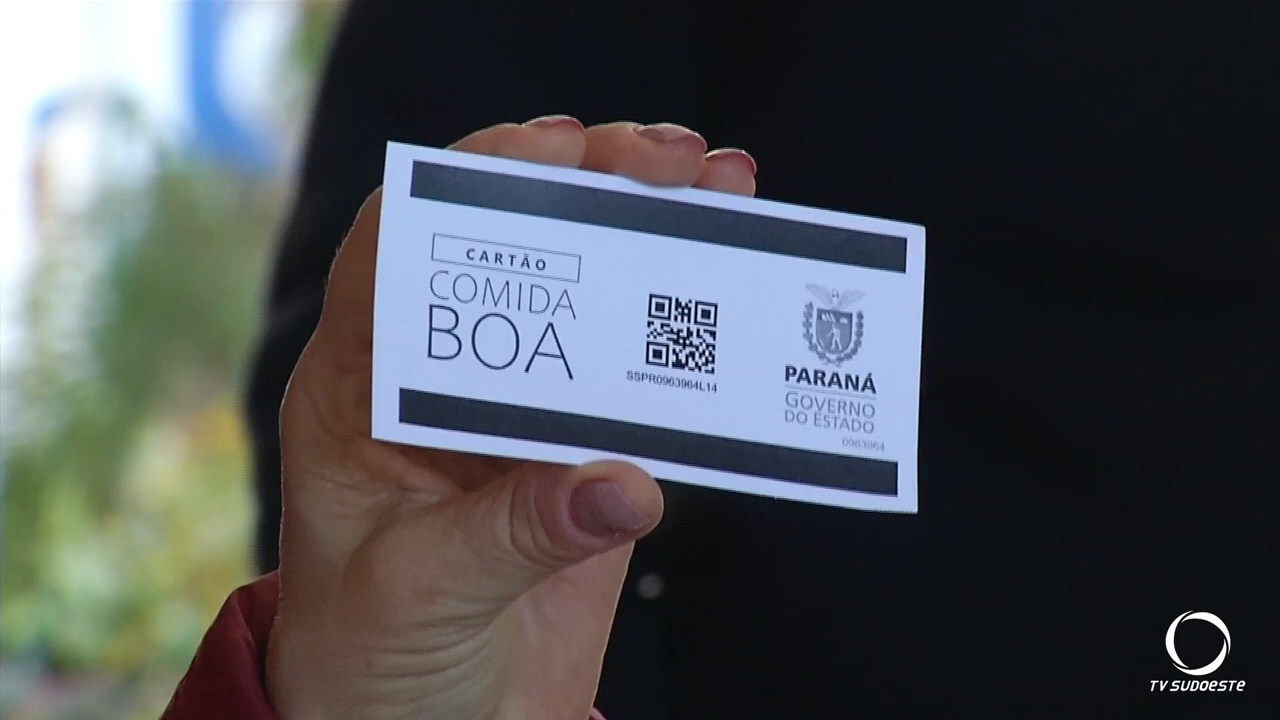 CARTÃO
COMIDA
BOA
SSPR0963964L14
PARANÁ
GOVERNO
DO ESTADO
0963964
TV SUDOESTE